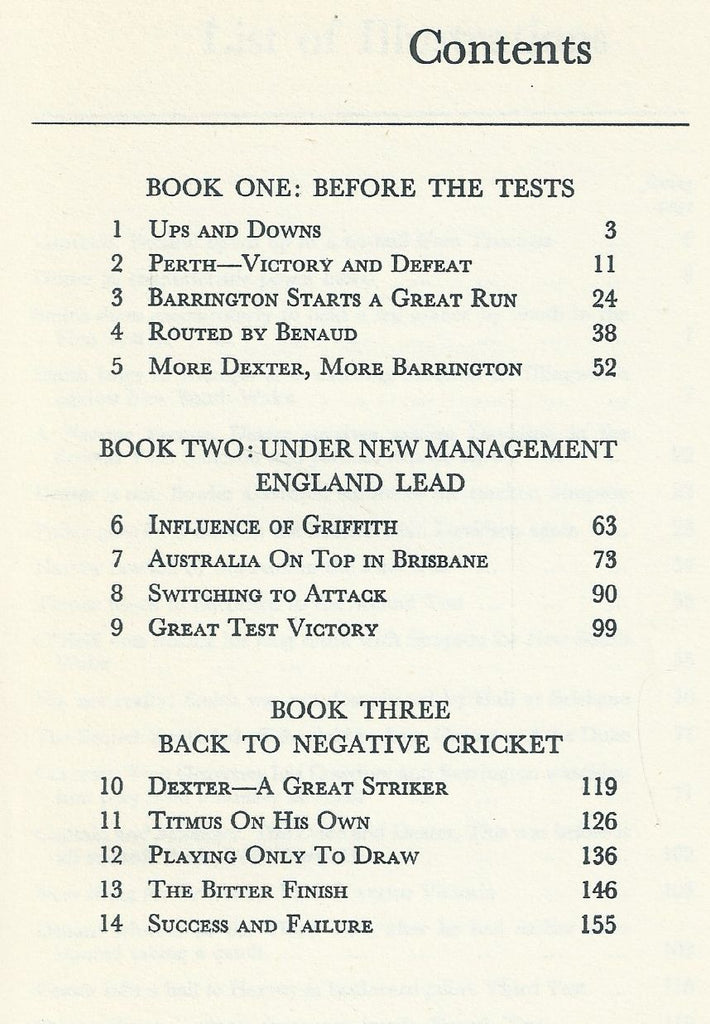 Contents
BOOK ONE: BEFORE THE TESTS
1 Ups and Downs 3
2 Perth—Victory and Defeat 11
3 Barrington Starts a Great Run 24
4 Routed by Benaud 38
5 More Dexter, More Barrington 52
BOOK TWO: UNDER NEW MANAGEMENT
ENGLAND LEAD
6 Influence of Griffith 63
7 Australia On Top in Brisbane 73
8 Switching to Attack 90
9 Great Test Victory 99
BOOK THREE
BACK TO NEGATIVE CRICKET
10 Dexter—A Great Striker 119
11 Titmus On His Own 126
12 Playing Only To Draw 136
13 The Bitter Finish 146
14 Success and Failure 155